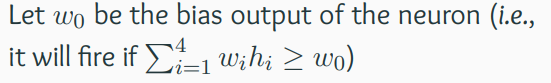 Let w₀ be the bias output of the neuron (i.e.,
it will fire if ∑⁴ᵢ₌₁ wᵢhᵢ ≥ w₀)